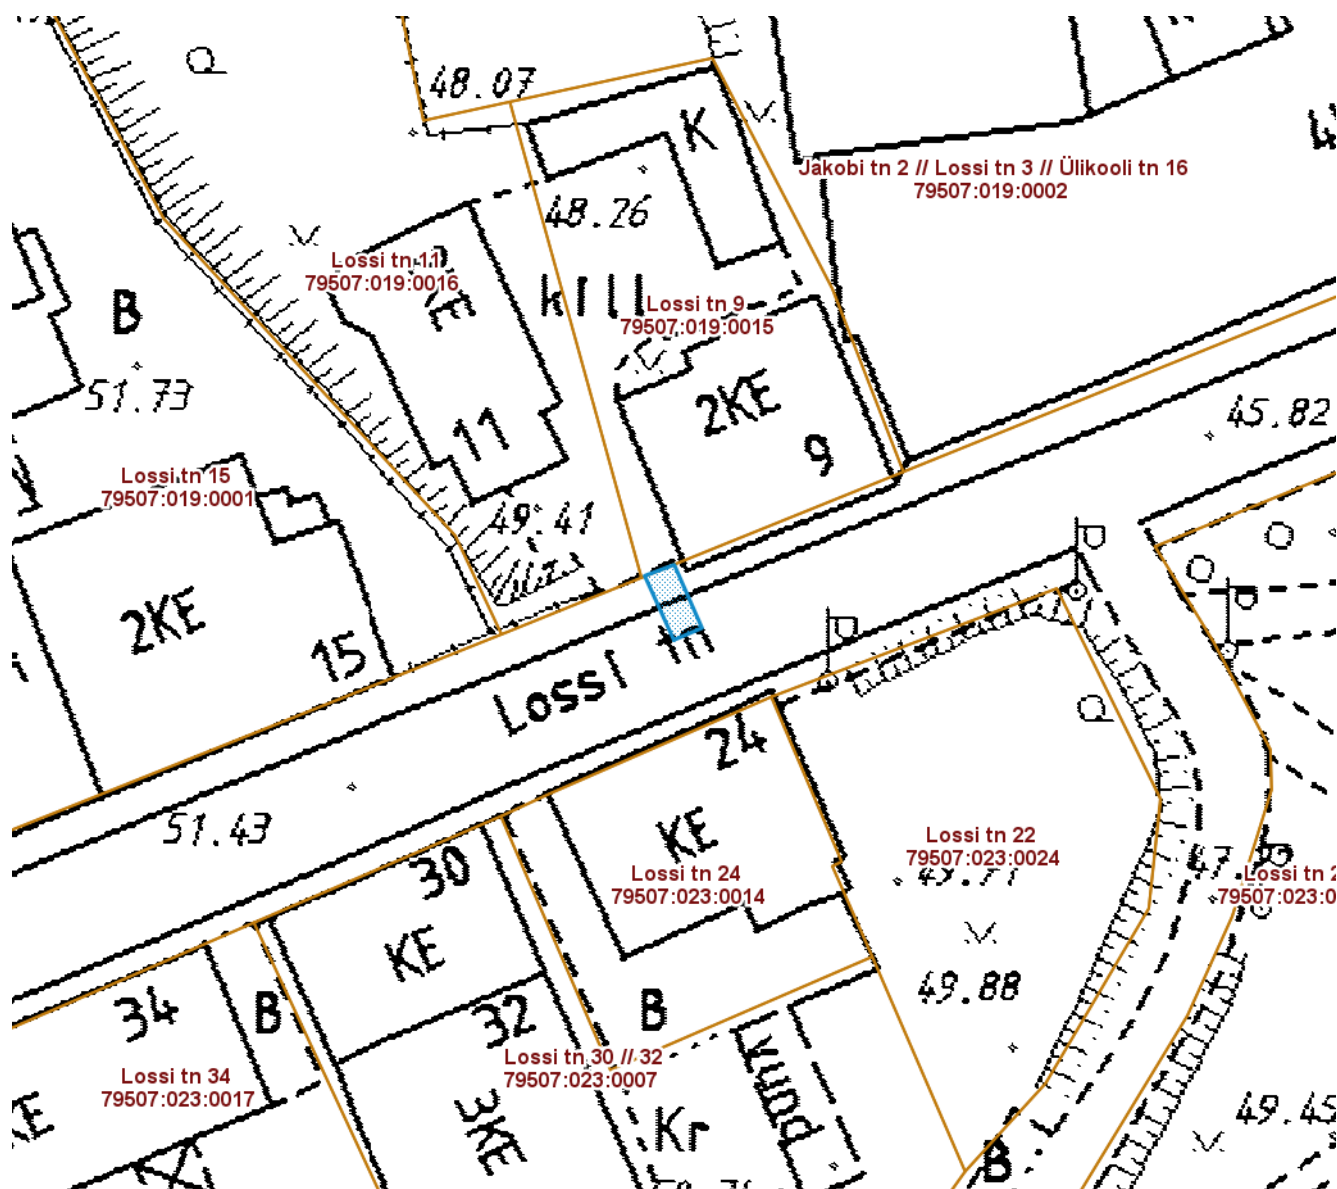 48.07
K
Jakobi tn 2 // Lossi tn 3 // Ülikooli tn 16
79507:019:0002
48.26
Lossi tn 11
79507:019:0016
B
krill
Lossi tn 9
79507:019:0015
51.73
2KE
45.82
11
9
Lossi tn 15
79507:019:0001
49.41
2KE
15
Lossi
24
51.43
KE
Lossi tn 22
79507:023:0024
30
47
Lossi tn 24
79507:023:0014
KE
49.88
34
B
32
B
Lossi tn 30 // 32
79507:023:0007
Lossi tn 34
79507:023:0017
KE
3KE
Kr
vund
49.45
B